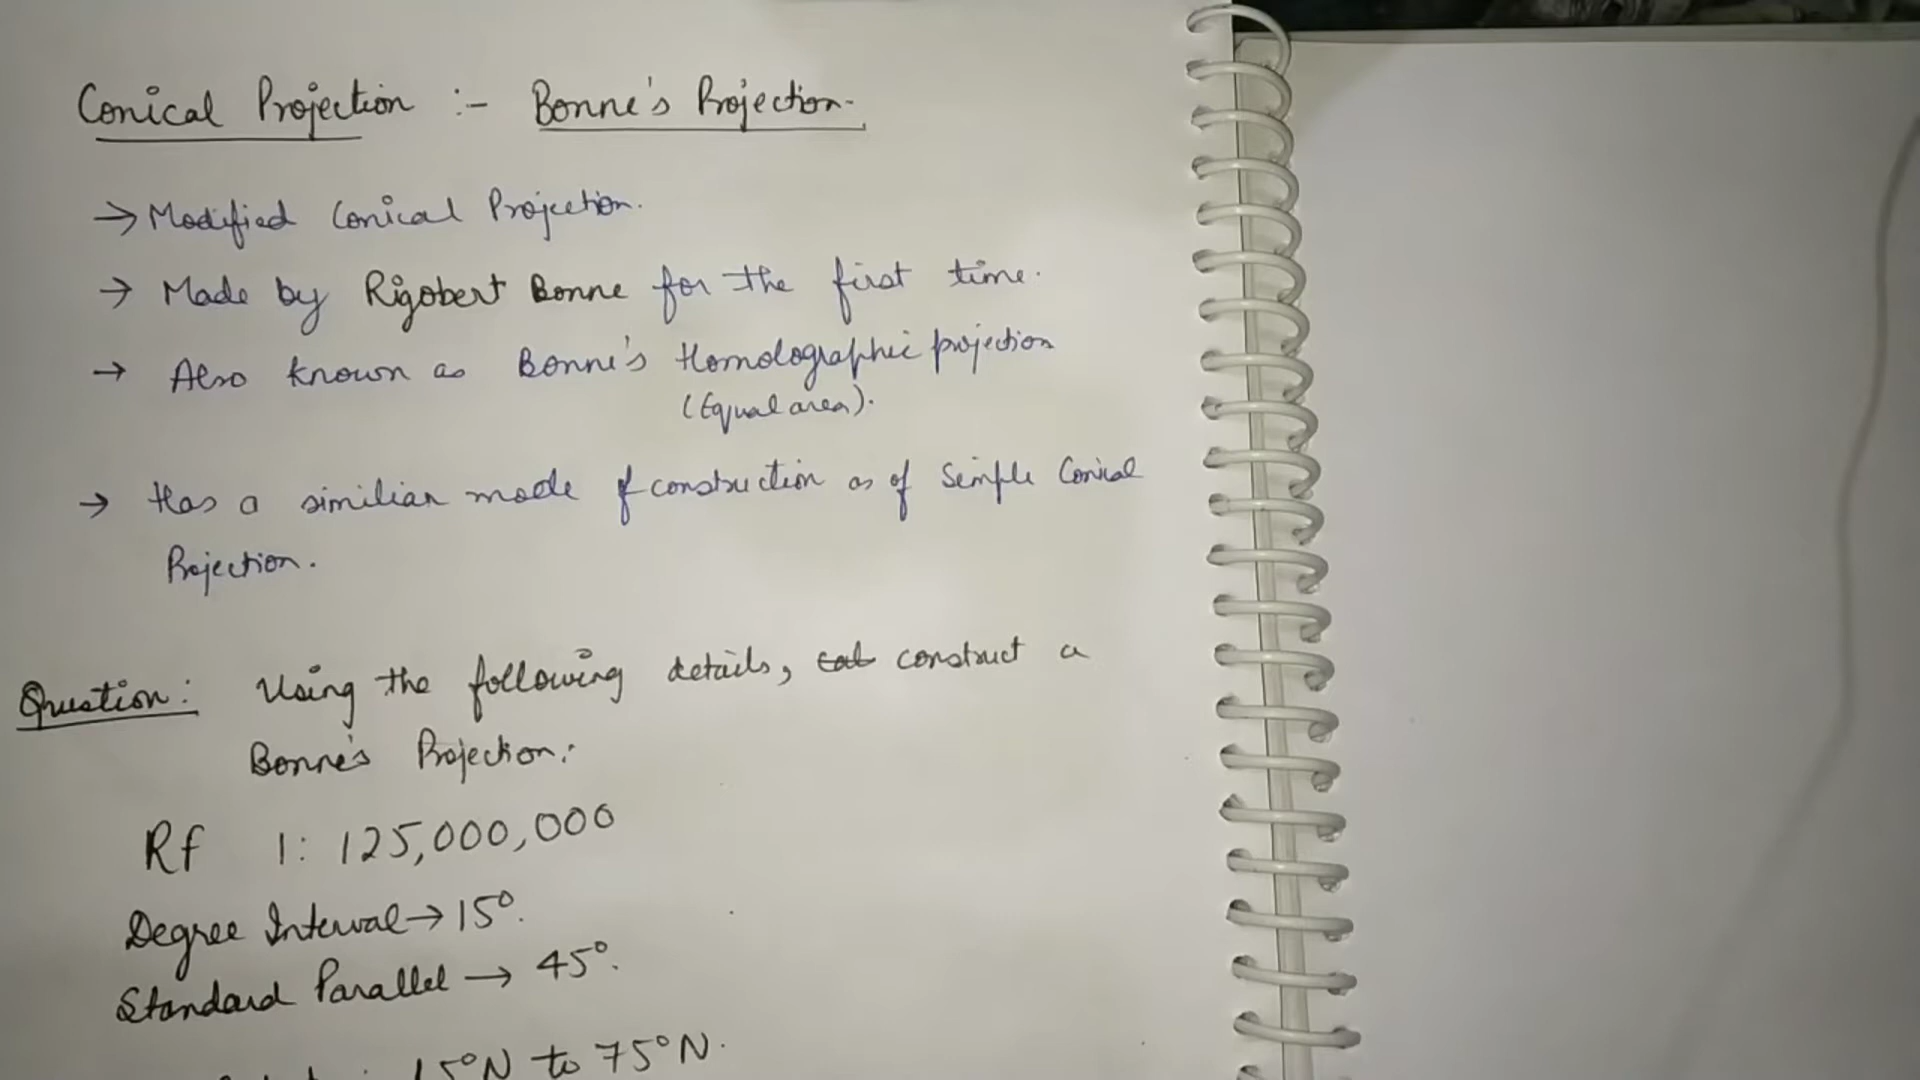 Conical Projection :- Bonne's Projection.
→ Modified Conical Projection.
→ Made by Rigobert Bonne for the first time.
→ Also known as Bonne's Homolographic projection
(Equal area).
→ Has a similiar mode of construction as of Simple Conical
Projection.
Question: Using the following details, construct a
Bonne's Projection:
Rf 1: 125,000,000
Degree Interval → 15°.
Standard Parallel → 45°.
15°N to 75°N.